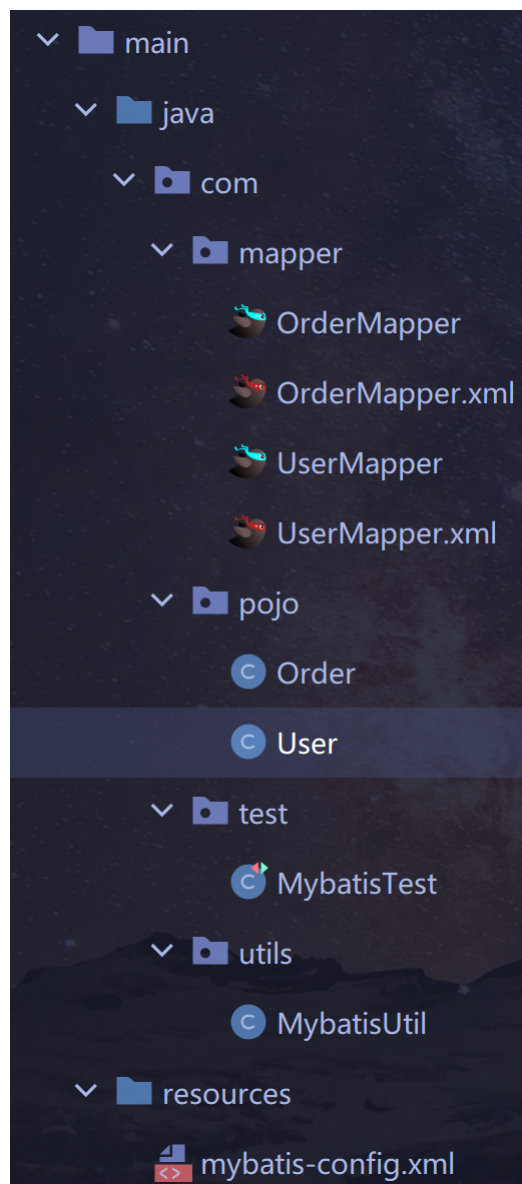 main
java
com
mapper
OrderMapper
OrderMapper.xml
UserMapper
UserMapper.xml
pojo
Order
User
test
MybatisTest
utils
MybatisUtil
resources
mybatis-config.xml